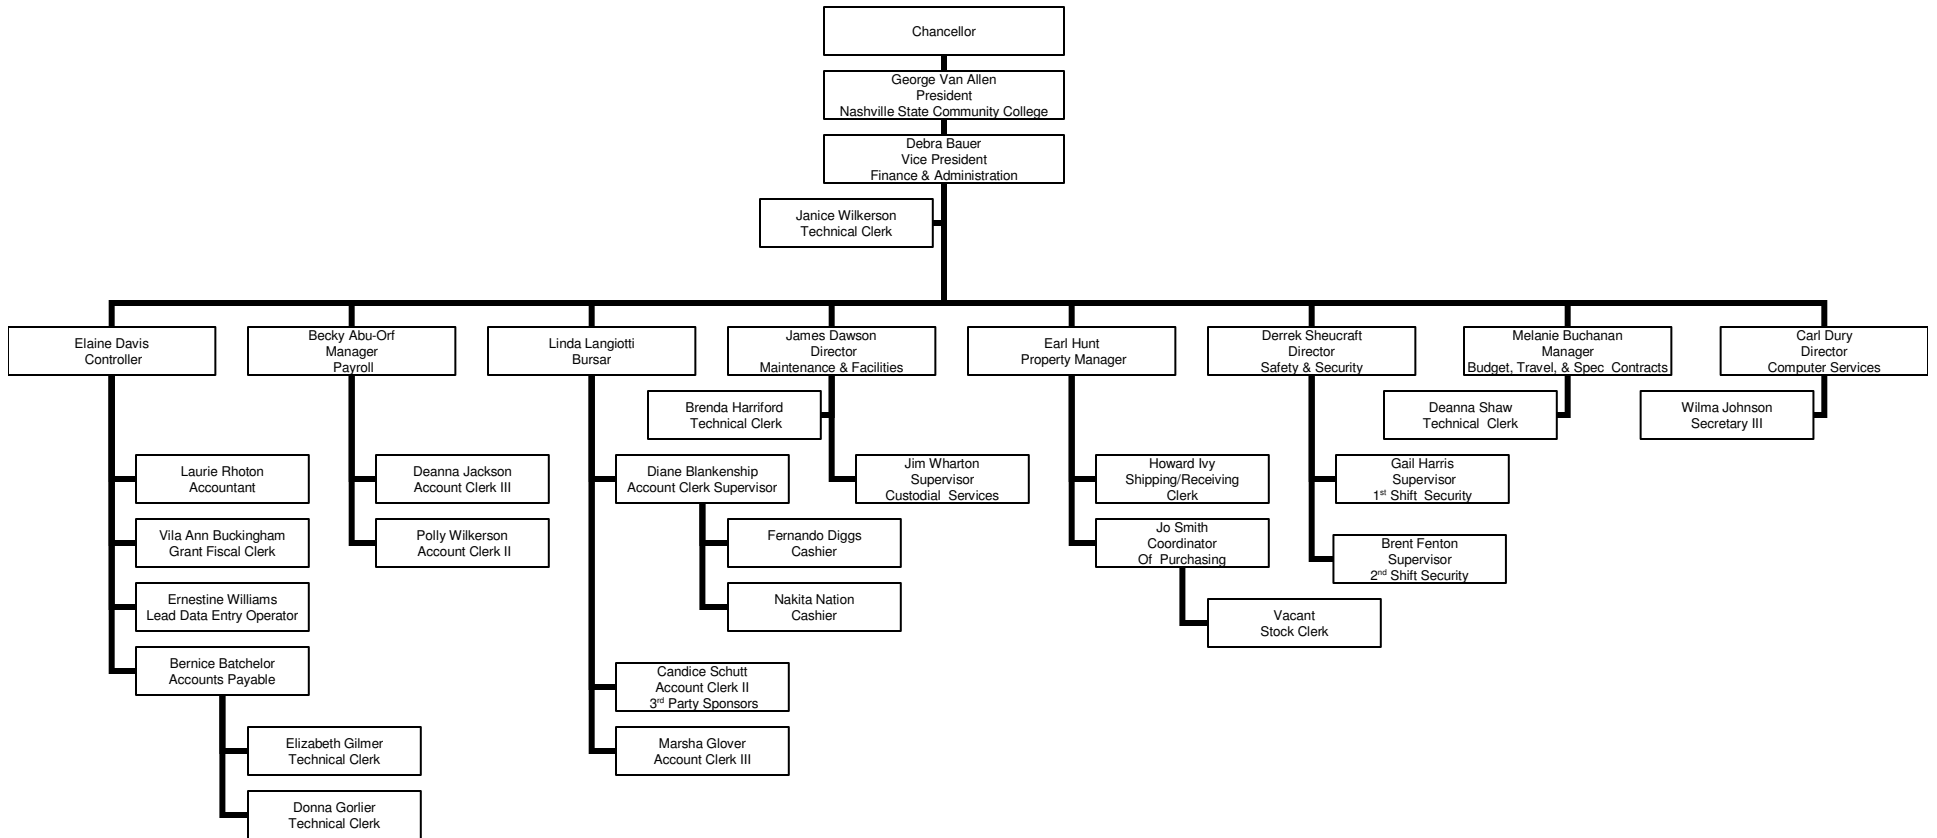 Chancellor
George Van Allen
President
Nashville State Community College
Debra Bauer
Vice President
Finance & Administration
Janice Wilkerson
Technical Clerk
Elaine Davis
Controller
Becky Abu-Orf
Manager
Payroll
Linda Langiotti
Bursar
James Dawson
Director
Maintenance & Facilities
Earl Hunt
Property Manager
Derrek Sheucraft
Director
Safety & Security
Melanie Buchanan
Manager
Budget, Travel, & Spec Contracts
Carl Dury
Director
Computer Services
Brenda Harriford
Technical Clerk
Deanna Shaw
Technical Clerk
Wilma Johnson
Secretary III
Laurie Rhoton
Accountant
Deanna Jackson
Account Clerk III
Diane Blankenship
Account Clerk Supervisor
Jim Wharton
Supervisor
Custodial Services
Howard Ivy
Shipping/Receiving
Clerk
Gail Harris
Supervisor
1st Shift Security
Vila Ann Buckingham
Grant Fiscal Clerk
Polly Wilkerson
Account Clerk II
Fernando Diggs
Cashier
Jo Smith
Coordinator
Of Purchasing
Brent Fenton
Supervisor
2nd Shift Security
Ernestine Williams
Lead Data Entry Operator
Nakita Nation
Cashier
Vacant
Stock Clerk
Bernice Batchelor
Accounts Payable
Candice Schutt
Account Clerk II
3rd Party Sponsors
Elizabeth Gilmer
Technical Clerk
Marsha Glover
Account Clerk III
Donna Gorlier
Technical Clerk